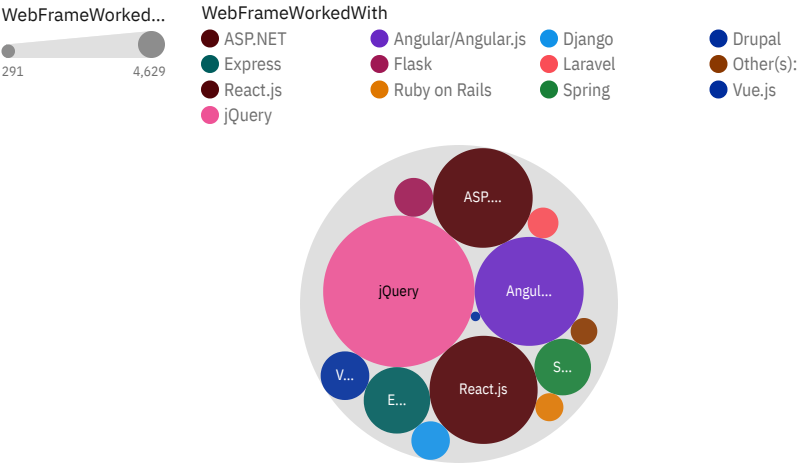 WebFrameWorked...
291
4,629
WebFrameWorkedWith
ASP.NET
Angular/Angular.js
Django
Drupal
Express
Flask
Laravel
Other(s):
React.js
Ruby on Rails
Spring
Vue.js
jQuery
ASP....
jQuery
Angul...
V...
E...
React.js
S...